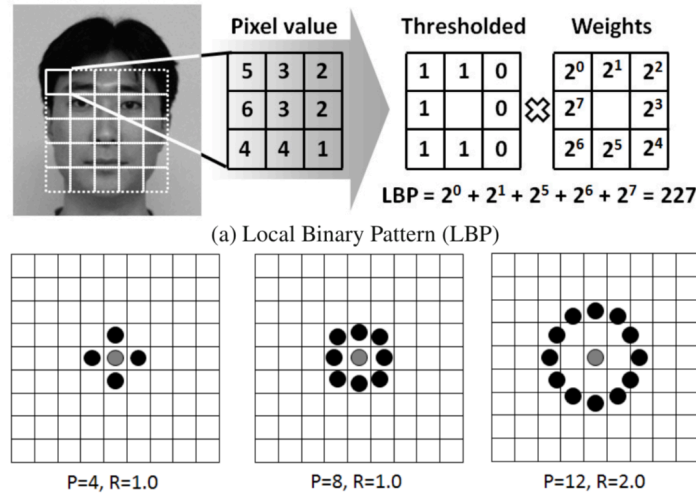 Pixel value Thresholded Weights
5 3 2 1 1 0 2⁰ 2¹ 2²
6 3 2 1 0 2⁷ 2³
4 4 1 1 1 0 2⁶ 2⁵ 2⁴
LBP = 2⁰ + 2¹ + 2⁵ + 2⁶ + 2⁷ = 227
(a) Local Binary Pattern (LBP)
P=4, R=1.0 P=8, R=1.0 P=12, R=2.0